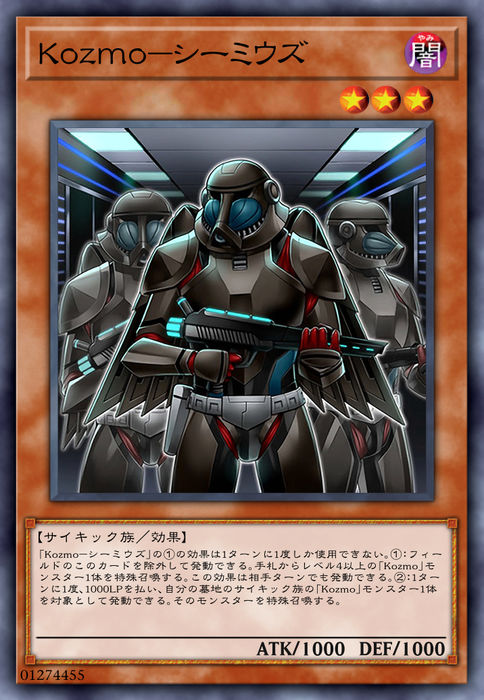 Kozmo－シーミウズ
やみ
闇
【サイキック族／効果】
「Kozmo－シーミウズ」の①の効果は1ターンに1度しか使用できない。①：フィー
ルドのこのカードを除外して発動できる。手札からレベル4以上の「Kozmo」モ
ンスター1体を特殊召喚する。この効果は相手ターンでも発動できる。②：1ター
ンに1度、1000LPを払い、自分の墓地のサイキック族の「Kozmo」モンスター1体
を対象として発動できる。そのモンスターを特殊召喚する。
ATK/1000 DEF/1000
01274455